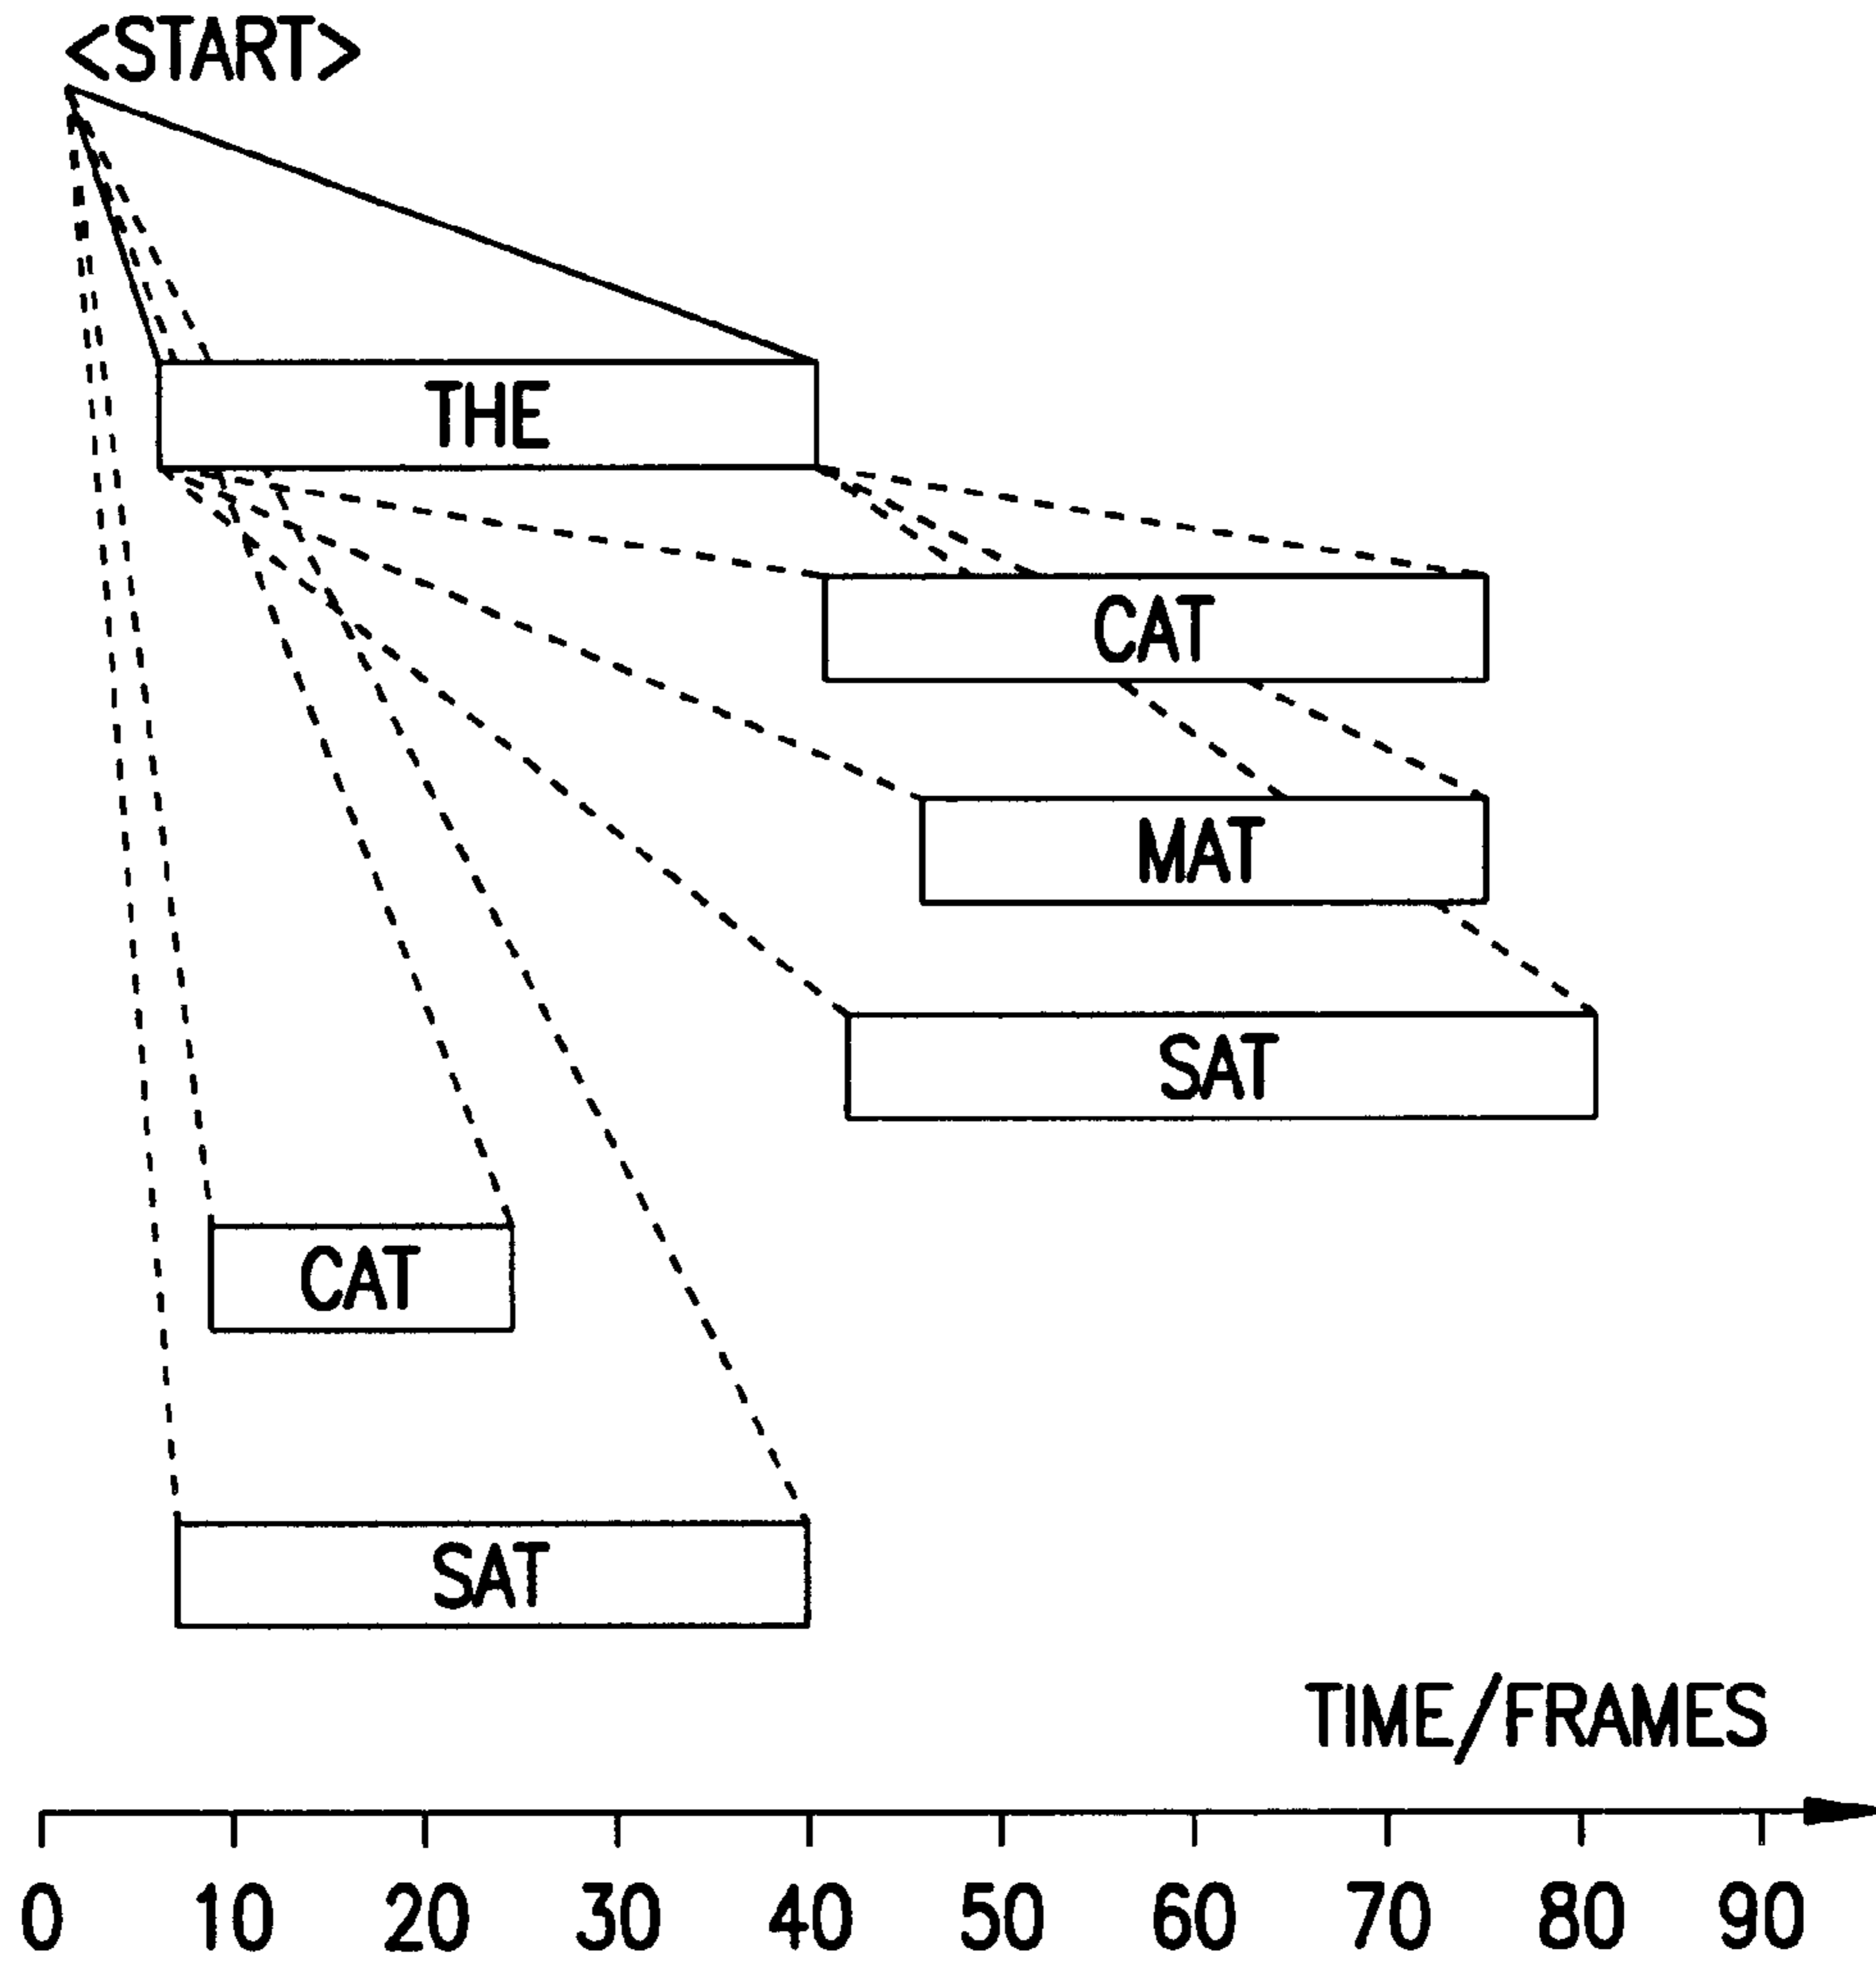 <START>
THE
CAT
MAT
SAT
CAT
SAT
TIME/FRAMES
0 10 20 30 40 50 60 70 80 90